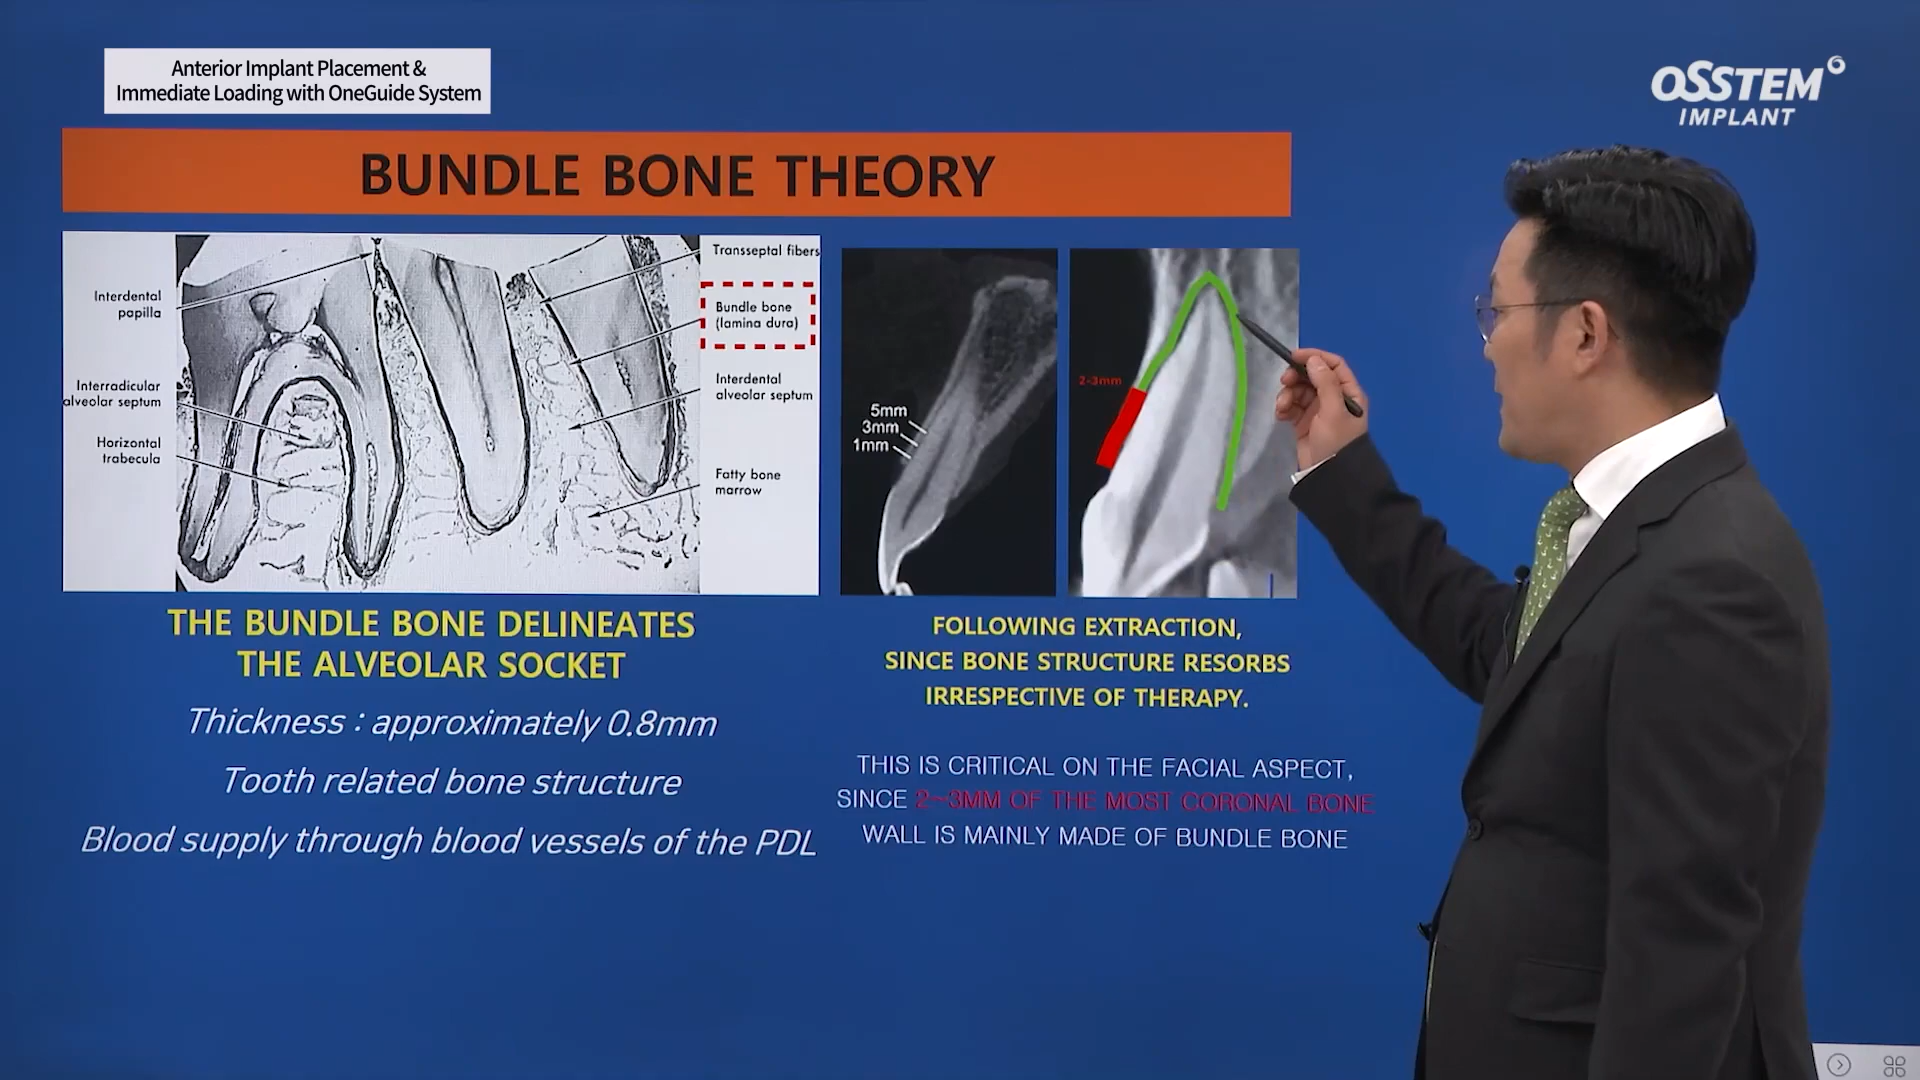 Anterior Implant Placement &
Immediate Loading with OneGuide System
OSSTEM
IMPLANT
BUNDLE BONE THEORY
Interdental
papilla
Interradicular
alveolar septum
Horizontal
trabecula
Transseptal fibers
Bundle bone
(lamina dura)
Interdental
alveolar septum
Fatty bone
marrow
5mm
3mm
1mm
2-3mm
THE BUNDLE BONE DELINEATES
THE ALVEOLAR SOCKET
Thickness : approximately 0.8mm
Tooth related bone structure
Blood supply through blood vessels of the PDL
FOLLOWING EXTRACTION,
SINCE BONE STRUCTURE RESORBS
IRRESPECTIVE OF THERAPY.
THIS IS CRITICAL ON THE FACIAL ASPECT,
SINCE 2~3MM OF THE MOST CORONAL BONE
WALL IS MAINLY MADE OF BUNDLE BONE